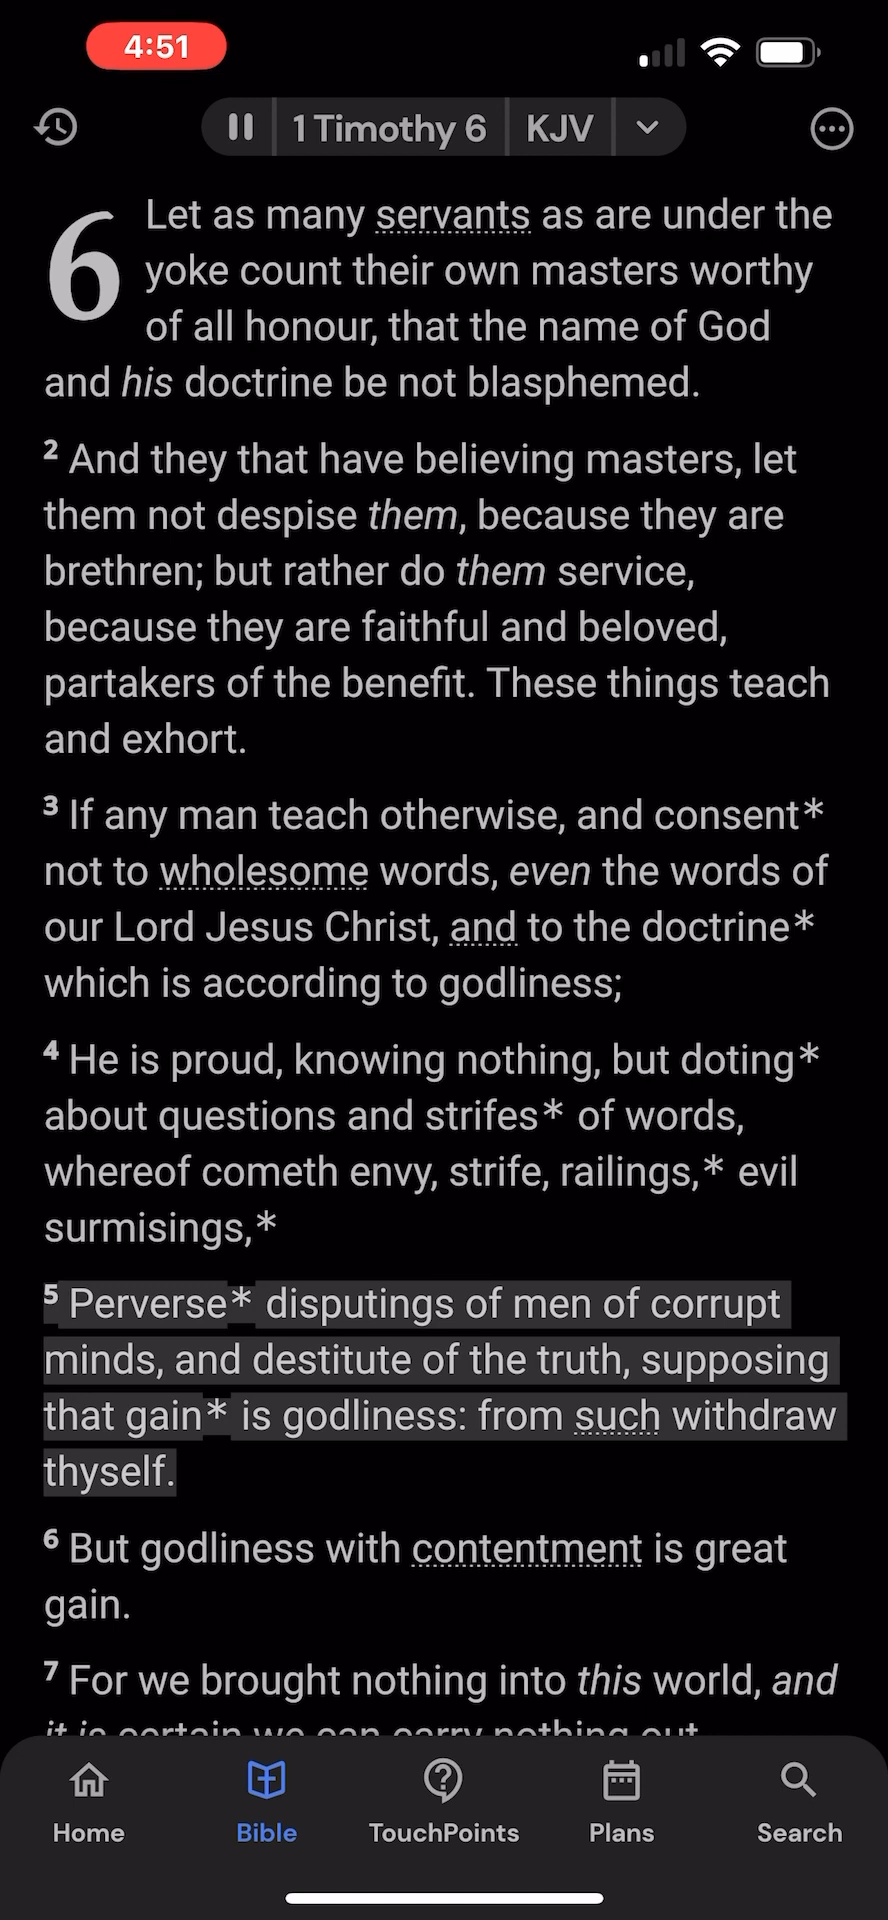 4:51
1 Timothy 6 KJV
6 Let as many servants as are under the
yoke count their own masters worthy
of all honour, that the name of God
and his doctrine be not blasphemed.
2 And they that have believing masters, let
them not despise them, because they are
brethren; but rather do them service,
because they are faithful and beloved,
partakers of the benefit. These things teach
and exhort.
3 If any man teach otherwise, and consent*
not to wholesome words, even the words of
our Lord Jesus Christ, and to the doctrine*
which is according to godliness;
4 He is proud, knowing nothing, but doting*
about questions and strifes* of words,
whereof cometh envy, strife, railings,* evil
surmisings,*
5 Perverse* disputings of men of corrupt
minds, and destitute of the truth, supposing
that gain* is godliness: from such withdraw
thyself.
6 But godliness with contentment is great
gain.
7 For we brought nothing into this world, and
it is certain we can carry nothing out.
Home Bible TouchPoints Plans Search